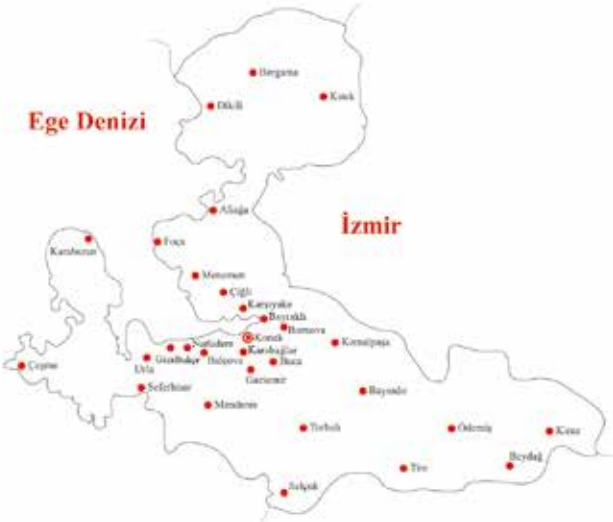 Bergama
Kınık
Dikili
Ege Denizi
Aliağa
İzmir
Foça
Karaburun
Menemen
Çiğli
Karşıyaka
Bayraklı
Bornova
Konak
Kemalpaşa
Narlıdere
Güzelbahçe
Balçova
Karabağlar
Buca
Urla
Çeşme
Gaziemir
Seferihisar
Bayındır
Menderes
Torbalı
Ödemiş
Kiraz
Beydağ
Tire
Selçuk